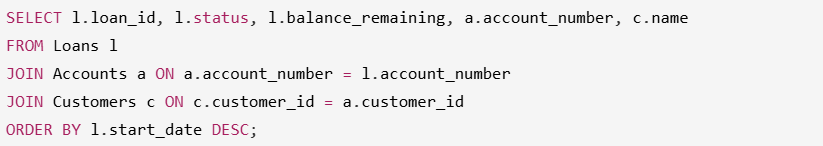 SELECT l.loan_id, l.status, l.balance_remaining, a.account_number, c.name
FROM Loans l
JOIN Accounts a ON a.account_number = l.account_number
JOIN Customers c ON c.customer_id = a.customer_id
ORDER BY l.start_date DESC;